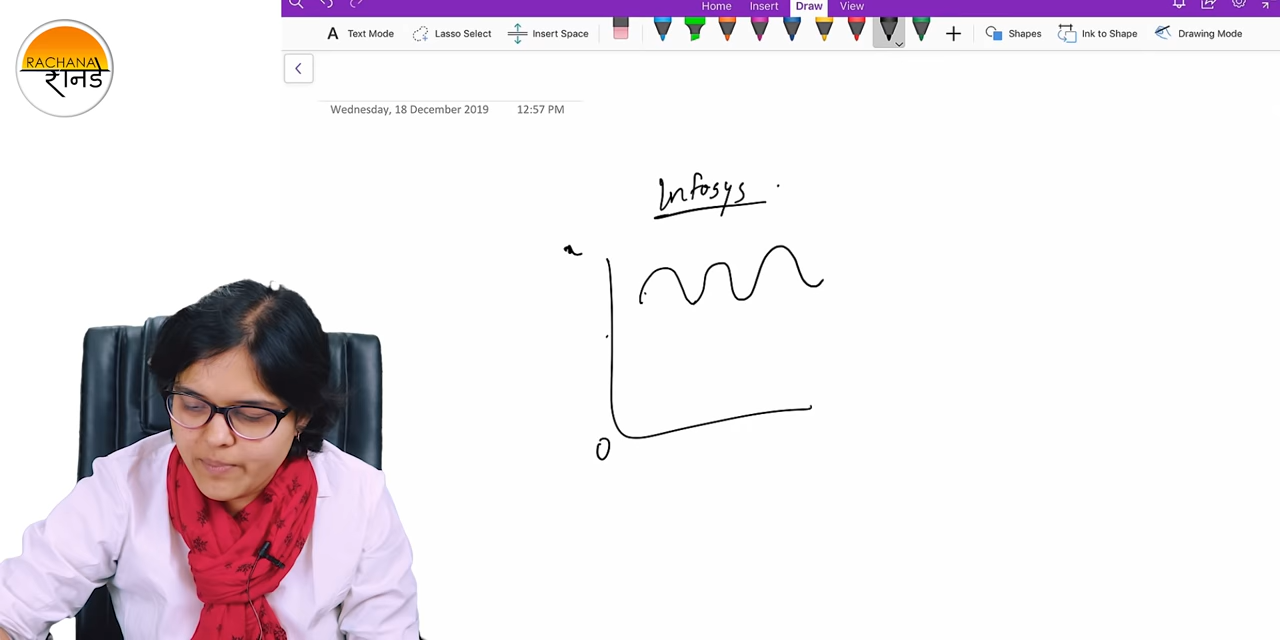 RACHANA
रानडे
Home Insert Draw View
Text Mode Lasso Select Insert Space Shapes Ink to Shape Drawing Mode
Wednesday, 18 December 2019 12:57 PM
Infosys
0